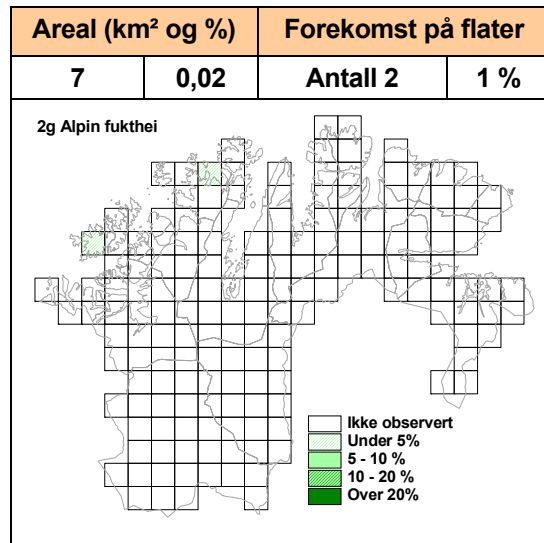 Areal (km² og %) Forekomst på flater
7 0,02 Antall 2 1 %
2g Alpin fukthei
Ikke observert
Under 5%
5 - 10 %
10 - 20 %
Over 20%